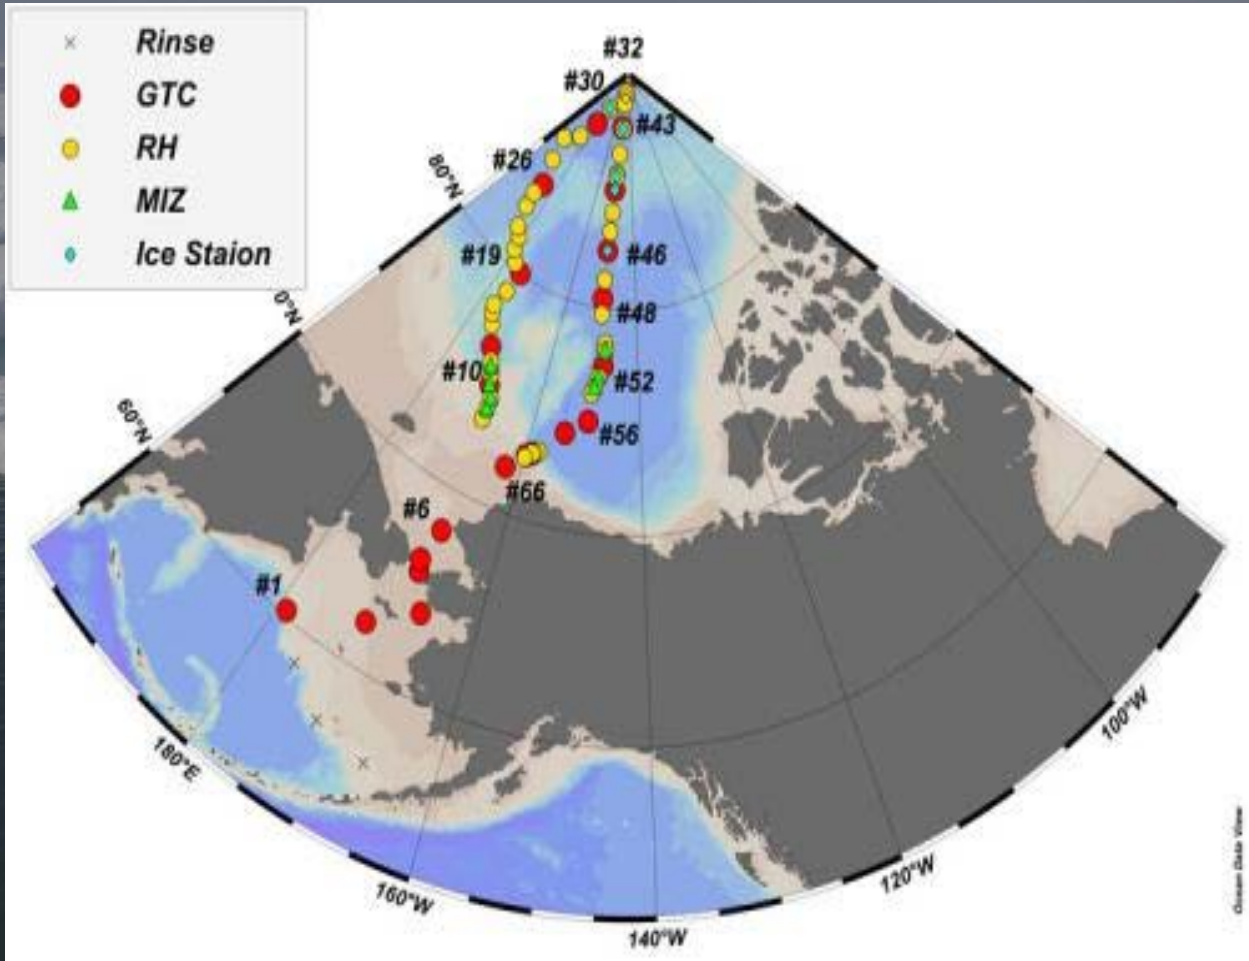 Rinse
GTC
RH
MIZ
Ice Staion
#32
#30
#43
#26
80°N
#19
#46
0°N
#48
#10
#52
60°N
#56
#66
#6
#1
180°E
160°W
140°W
120°W
100°W
Ocean Data View